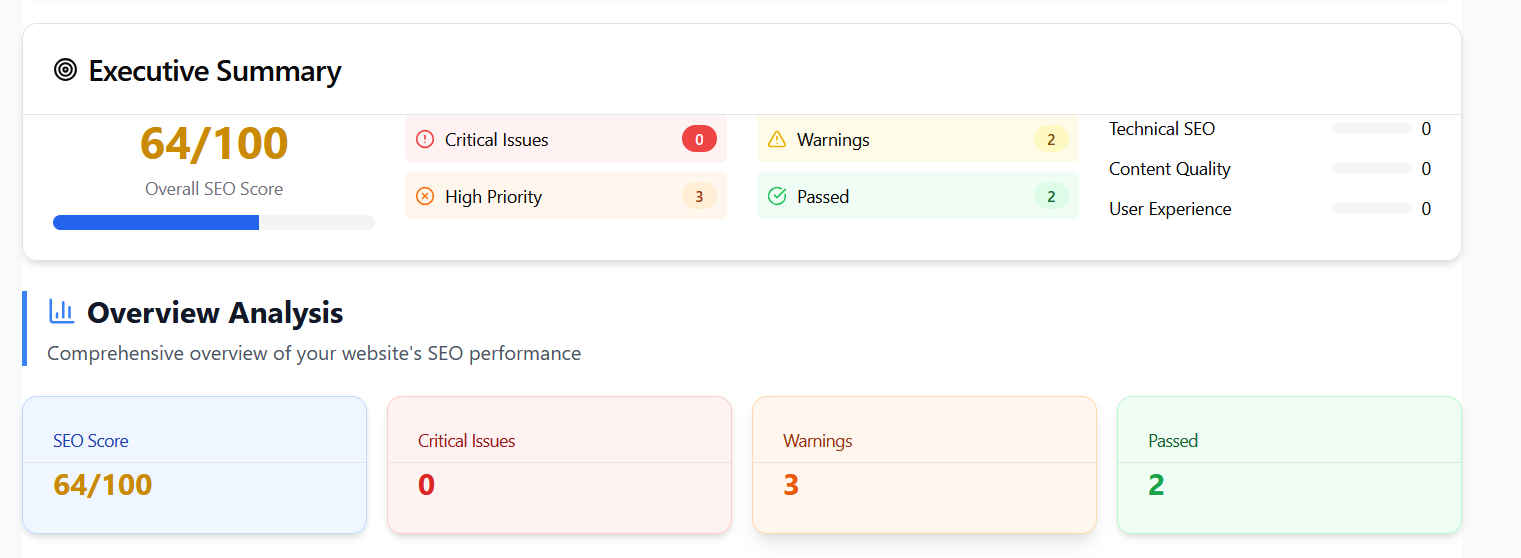 Executive Summary
64/100
Overall SEO Score
Critical Issues 0
High Priority 3
Warnings 2
Passed 2
Technical SEO 0
Content Quality 0
User Experience 0
Overview Analysis
Comprehensive overview of your website's SEO performance
SEO Score
64/100
Critical Issues
0
Warnings
3
Passed
2